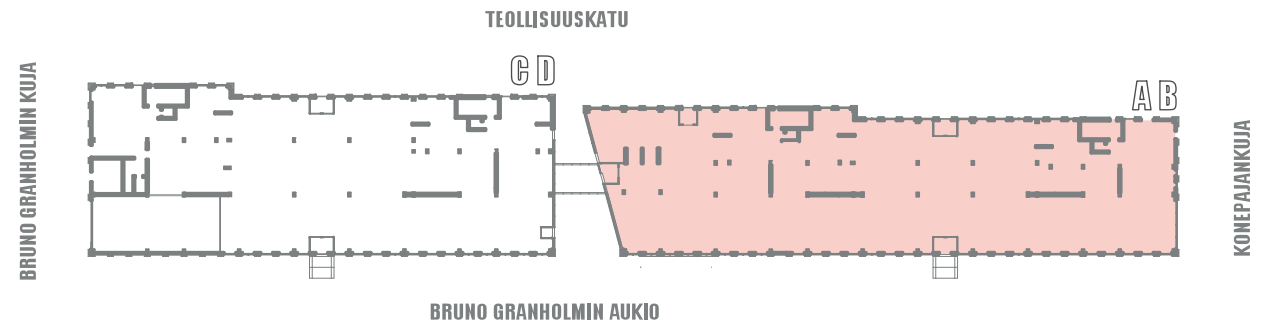 TEOLLISUUSKATU
BRUNO GRANHOLMIN KUJA
C D
A B
KONEPAJANKUJA
BRUNO GRANHOLMIN AUKIO